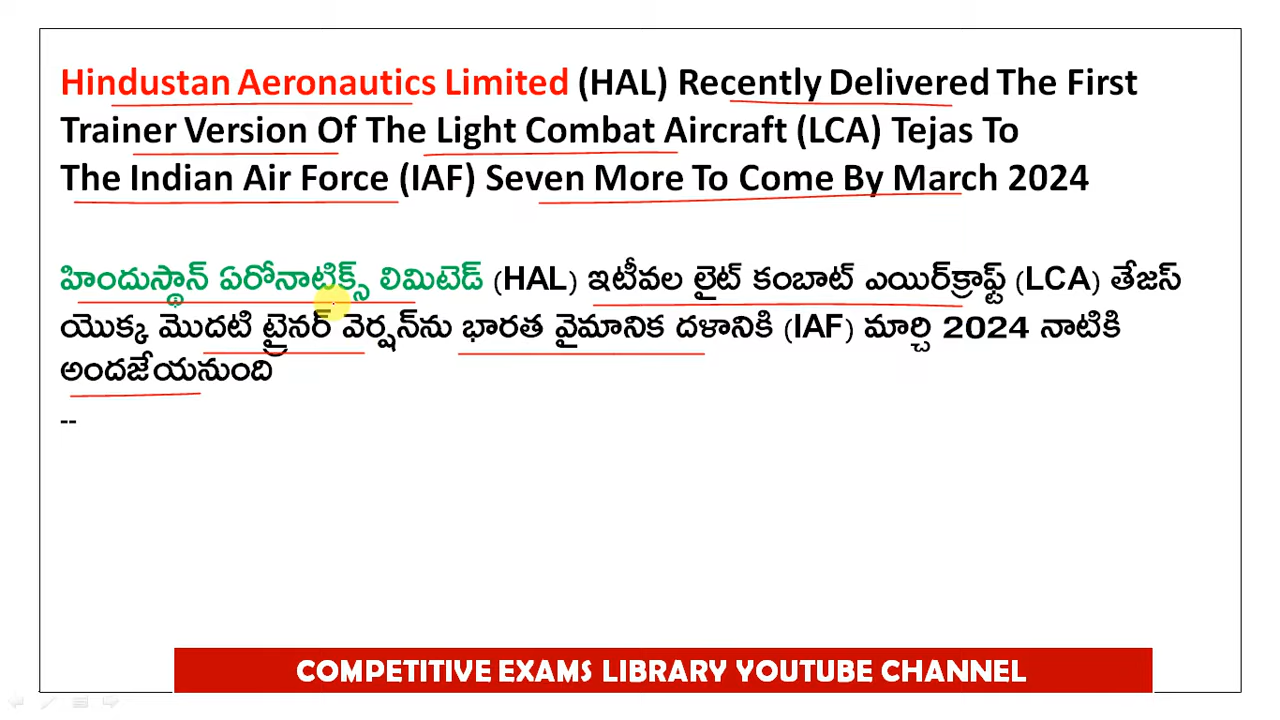 Hindustan Aeronautics Limited (HAL) Recently Delivered The First
Trainer Version Of The Light Combat Aircraft (LCA) Tejas To
The Indian Air Force (IAF) Seven More To Come By March 2024
హిందుస్థాన్ ఏరోనాటిక్స్ లిమిటెడ్ (HAL) ఇటీవల లైట్ కంబాట్ ఎయిర్‌క్రాఫ్ట్ (LCA) తేజస్
యొక్క మొదటి ట్రైనర్ వెర్షన్‌ను భారత వైమానిక దళానికి (IAF) మార్చి 2024 నాటికి
అందజేయనుంది
--
COMPETITIVE EXAMS LIBRARY YOUTUBE CHANNEL